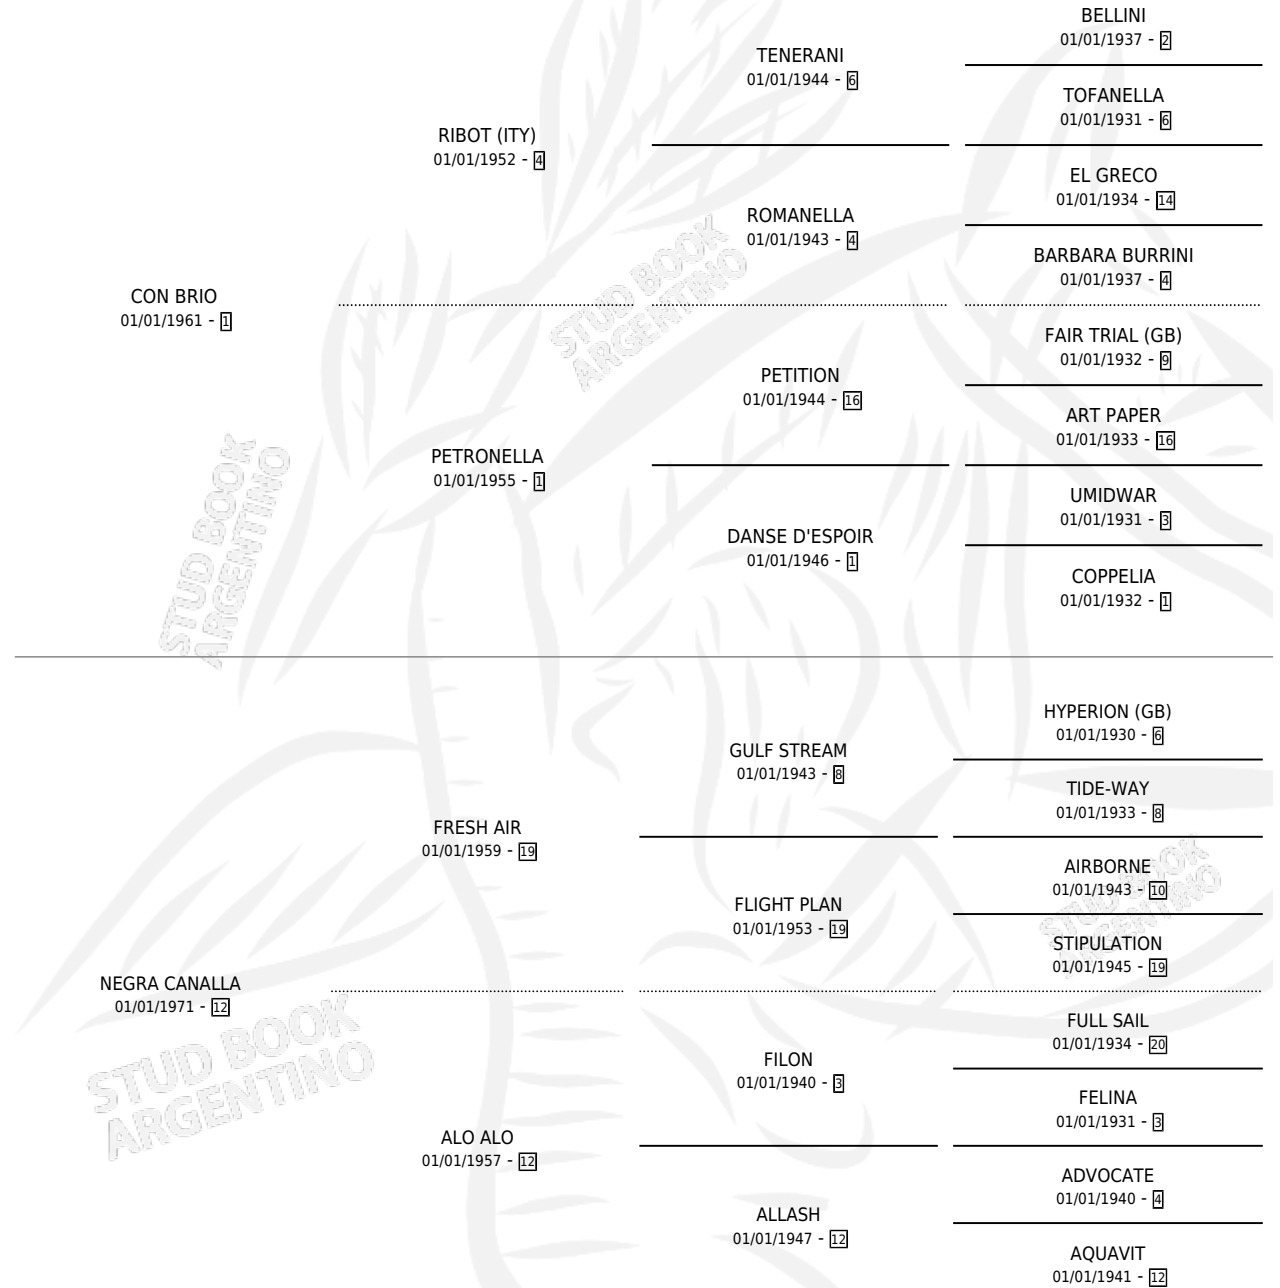 BELLINI
01/01/1937 - 2
TENERANI
01/01/1944 - 6
TOFANELLA
01/01/1931 - 6
RIBOT (ITY)
01/01/1952 - 4
EL GRECO
01/01/1934 - 14
ROMANELLA
01/01/1943 - 4
BARBARA BURRINI
01/01/1937 - 4
CON BRIO
01/01/1961 - 1
FAIR TRIAL (GB)
01/01/1932 - 9
PETITION
01/01/1944 - 16
ART PAPER
01/01/1933 - 16
PETRONELLA
01/01/1955 - 1
UMIDWAR
01/01/1931 - 3
DANSE D'ESPOIR
01/01/1946 - 1
COPPELIA
01/01/1932 - 1
HYPERION (GB)
01/01/1930 - 6
GULF STREAM
01/01/1943 - 8
TIDE-WAY
01/01/1933 - 8
FRESH AIR
01/01/1959 - 19
AIRBORNE
01/01/1943 - 10
FLIGHT PLAN
01/01/1953 - 19
STIPULATION
01/01/1945 - 19
NEGRA CANALLA
01/01/1971 - 12
FULL SAIL
01/01/1934 - 20
FILON
01/01/1940 - 3
FELINA
01/01/1931 - 3
ALO ALO
01/01/1957 - 12
ADVOCATE
01/01/1940 - 4
ALLASH
01/01/1947 - 12
AQUAVIT
01/01/1941 - 12
STUD BOOK
ARGENTINO
STUD BOOK
ARGENTINO
STUD BOOK
ARGENTINO
STUD BOOK
ARGENTINO